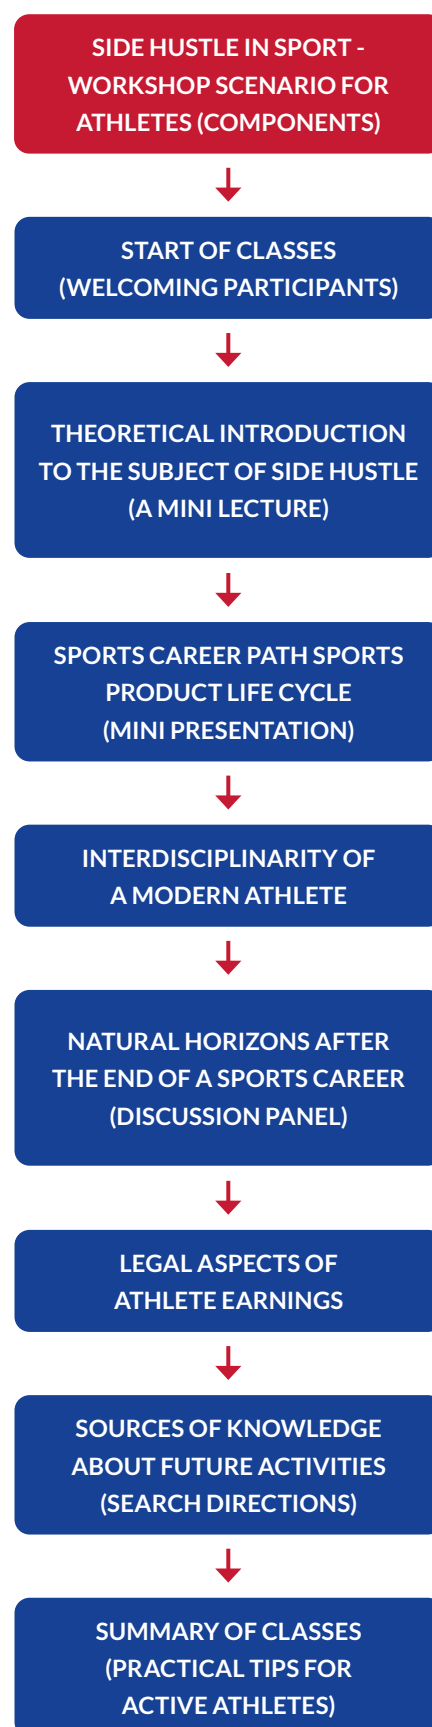 SIDE HUSTLE IN SPORT -
WORKSHOP SCENARIO FOR
ATHLETES (COMPONENTS)
START OF CLASSES
(WELCOMING PARTICIPANTS)
THEORETICAL INTRODUCTION
TO THE SUBJECT OF SIDE HUSTLE
(A MINI LECTURE)
SPORTS CAREER PATH SPORTS
PRODUCT LIFE CYCLE
(MINI PRESENTATION)
INTERDISCIPLINARITY OF
A MODERN ATHLETE
NATURAL HORIZONS AFTER
THE END OF A SPORTS CAREER
(DISCUSSION PANEL)
LEGAL ASPECTS OF
ATHLETE EARNINGS
SOURCES OF KNOWLEDGE
ABOUT FUTURE ACTIVITIES
(SEARCH DIRECTIONS)
SUMMARY OF CLASSES
(PRACTICAL TIPS FOR
ACTIVE ATHLETES)